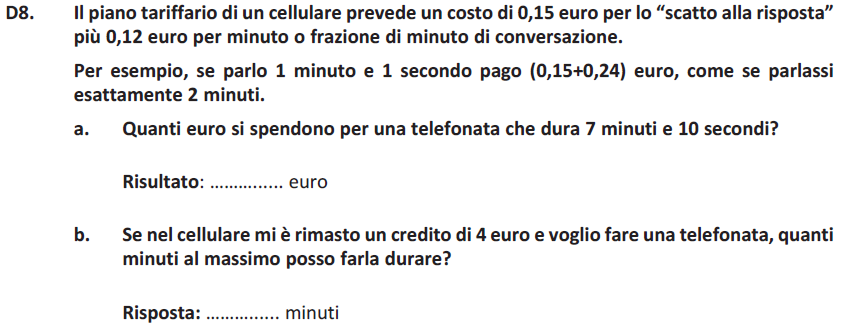 D8. Il piano tariffario di un cellulare prevede un costo di 0,15 euro per lo “scatto alla risposta”
più 0,12 euro per minuto o frazione di minuto di conversazione.
Per esempio, se parlo 1 minuto e 1 secondo pago (0,15+0,24) euro, come se parlassi
esattamente 2 minuti.
a. Quanti euro si spendono per una telefonata che dura 7 minuti e 10 secondi?
Risultato: ………...... euro
b. Se nel cellulare mi è rimasto un credito di 4 euro e voglio fare una telefonata, quanti
minuti al massimo posso farla durare?
Risposta: ………...... minuti